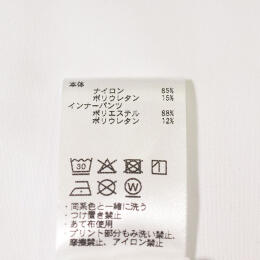 本体
ナイロン 85%
ポリウレタン 15%
インナーパンツ
ポリエステル 88%
ポリウレタン 12%
30
W
・同系色と一緒に洗う
・つけ置き禁止
・あて布使用
・プリント部分もみ洗い禁止、
摩擦禁止、アイロン禁止